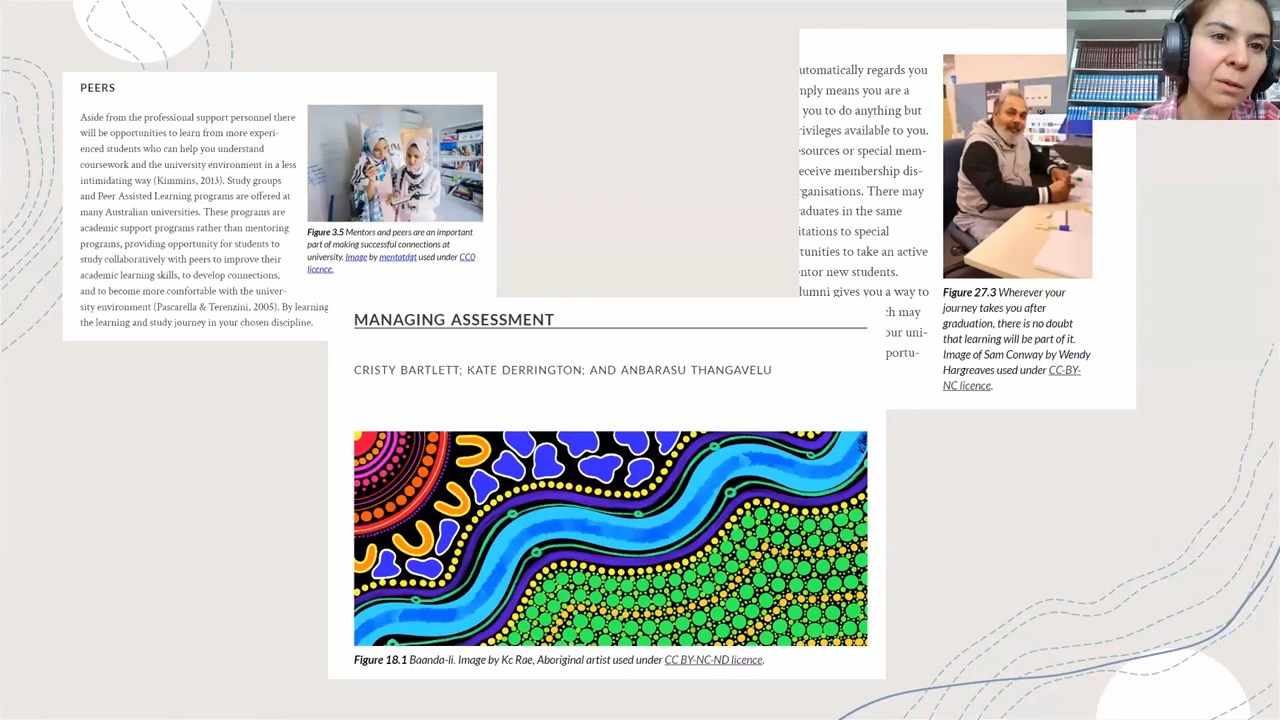 PEERS
Aside from the professional support personnel there
will be opportunities to learn from more experi-
enced students who can help you understand
coursework and the university environment in a less
intimidating way (Kimmins, 2013). Study groups
and Peer Assisted Learning programs are offered at
many Australian universities. These programs are
academic support programs rather than mentoring
programs, providing opportunity for students to
study collaboratively with peers to improve their
academic learning skills, to develop connections,
and to become more comfortable with the univer-
sity environment (Pascarella & Terenzini, 2005). By learning
the learning and study journey in your chosen discipline.
Figure 3.5 Mentors and peers are an important
part of making successful connections at
university. Image by mentatdgt used under CC0
licence.
utomatically regards you
mply means you are a
you to do anything but
rivileges available to you.
esources or special mem-
eceive membership dis-
rganisations. There may
raduates in the same
itations to special
tunities to take an active
entor new students.
lumni gives you a way to
ch may
our uni-
portu-
Figure 27.3 Wherever your
journey takes you after
graduation, there is no doubt
that learning will be part of it.
Image of Sam Conway by Wendy
Hargreaves used under CC-BY-
NC licence.
MANAGING ASSESSMENT
CRISTY BARTLETT; KATE DERRINGTON; AND ANBARASU THANGAVELU
Figure 18.1 Baanda-li. Image by Kc Rae, Aboriginal artist used under CC BY-NC-ND licence.